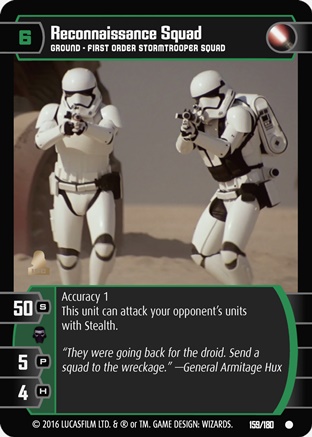 6
Reconnaissance Squad
GROUND - FIRST ORDER STORMTROOPER SQUAD
50 S
Accuracy 1
This unit can attack your opponent's units
with Stealth.
5 P
“They were going back for the droid. Send a
squad to the wreckage.” —General Armitage Hux
4 H
© 2016 LUCASFILM LTD. & ® or TM. GAME DESIGN: WIZARDS. 159/180